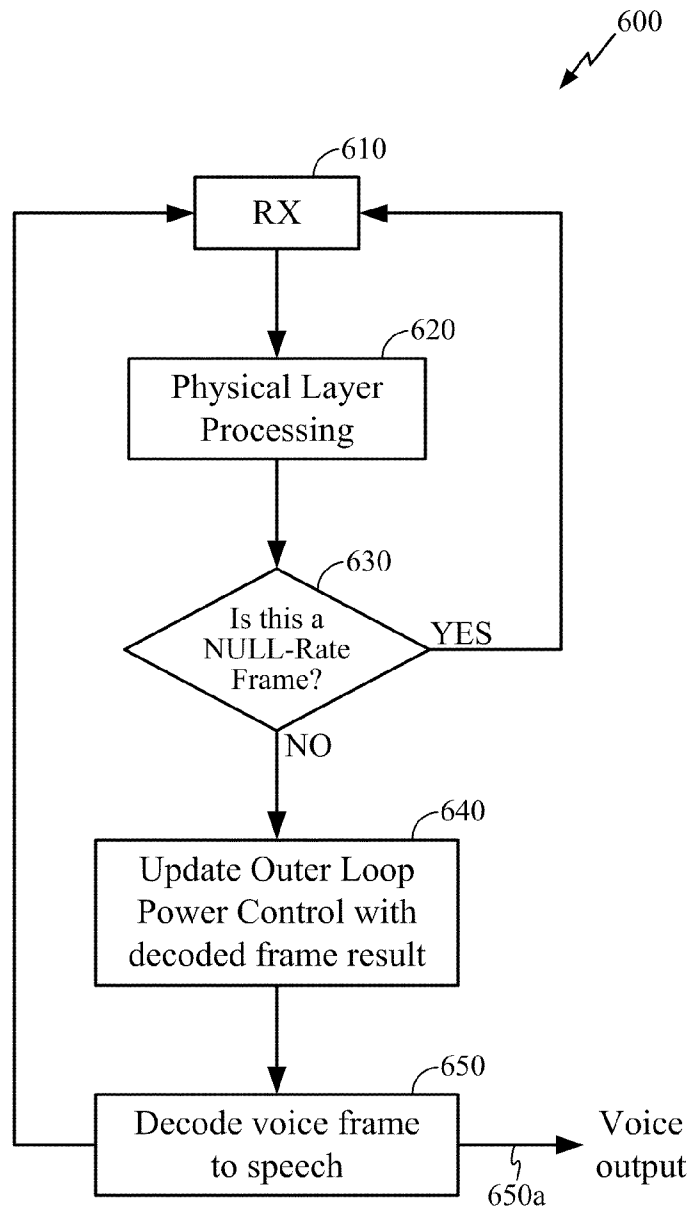 600
610
RX
620
Physical Layer
Processing
630
Is this a
NULL-Rate
Frame?
YES
NO
640
Update Outer Loop
Power Control with
decoded frame result
650
Decode voice frame
to speech
650a
Voice
output